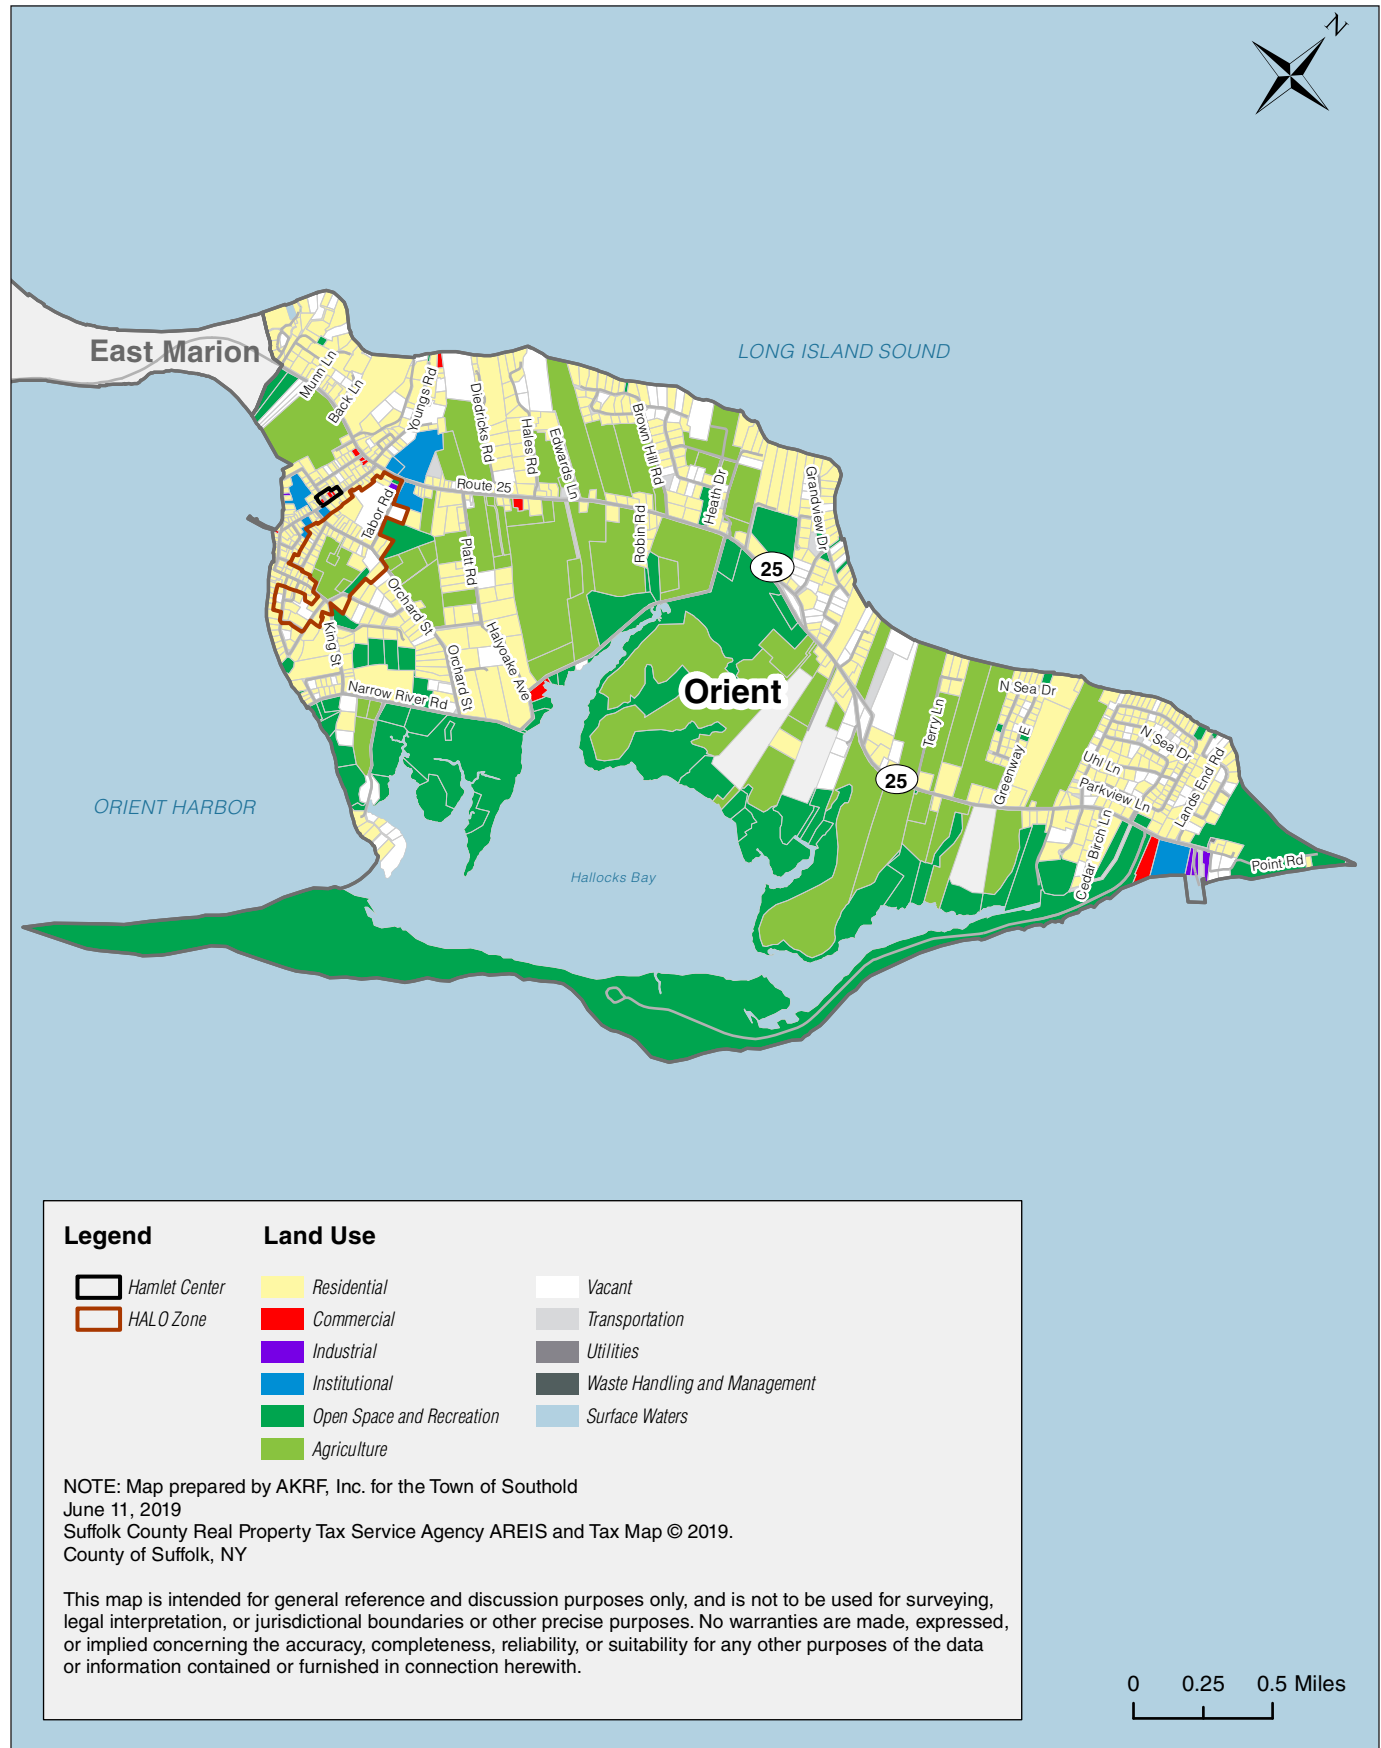 N
LONG ISLAND SOUND
East Marion
Munn Ln
Back Ln
Youngs Rd
Diedricks Rd
Hales Rd
Edwards Ln
Brown Hill Rd
Heath Dr
Grandview Dr
Route 25
Tabor Rd
Platt Rd
Robin Rd
25
Orchard St
King St
Halyoake Ave
Orchard St
Narrow River Rd
Orient
N Sea Dr
Terry Ln
Greenway E
N Sea Dr
Uhl Ln
Lands End Rd
Parkview Ln
25
ORIENT HARBOR
Cedar Birch Ln
Point Rd
Hallocks Bay
Legend
Hamlet Center
HALO Zone
Land Use
Residential
Commercial
Industrial
Institutional
Open Space and Recreation
Agriculture
Vacant
Transportation
Utilities
Waste Handling and Management
Surface Waters
NOTE: Map prepared by AKRF, Inc. for the Town of Southold
June 11, 2019
Suffolk County Real Property Tax Service Agency AREIS and Tax Map © 2019.
County of Suffolk, NY
This map is intended for general reference and discussion purposes only, and is not to be used for surveying,
legal interpretation, or jurisdictional boundaries or other precise purposes. No warranties are made, expressed,
or implied concerning the accuracy, completeness, reliability, or suitability for any other purposes of the data
or information contained or furnished in connection herewith.
0 0.25 0.5 Miles